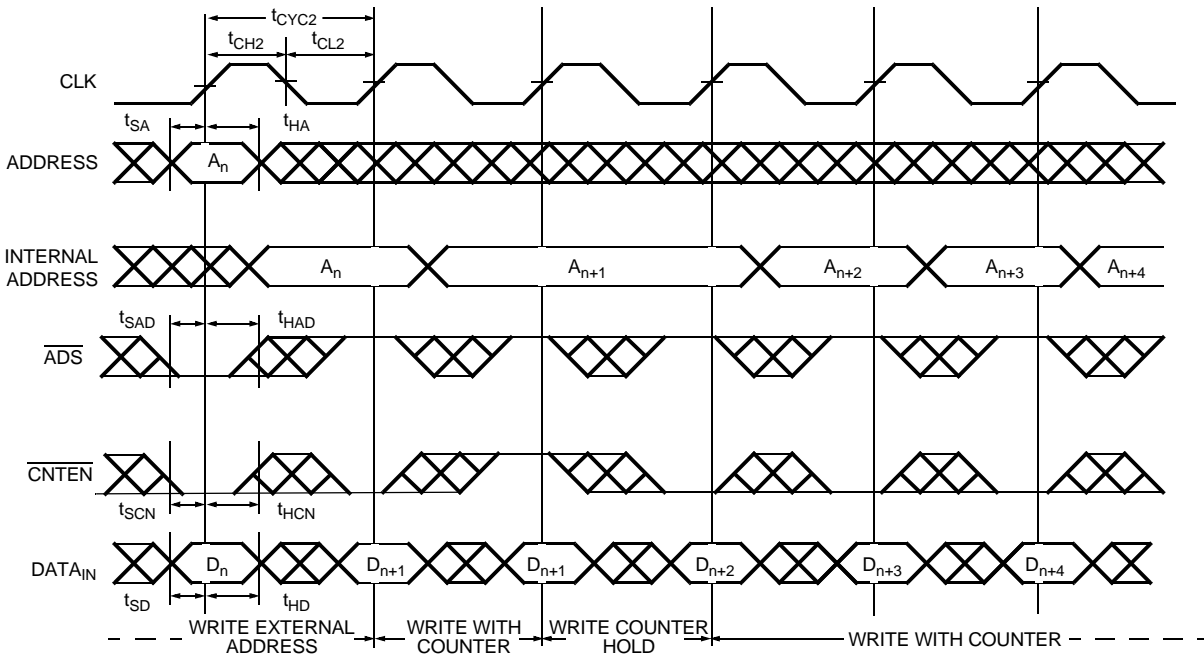 tCYC2
tCH2 tCL2
CLK
tSA tHA
ADDRESS An
INTERNAL
ADDRESS
An An+1 An+2 An+3 An+4
tSAD tHAD
ADS
CNTEN
tSCN tHCN
DATAIN Dn Dn+1 Dn+1 Dn+2 Dn+3 Dn+4
tSD tHD
WRITE EXTERNAL
ADDRESS
WRITE WITH
COUNTER
WRITE COUNTER
HOLD
WRITE WITH COUNTER